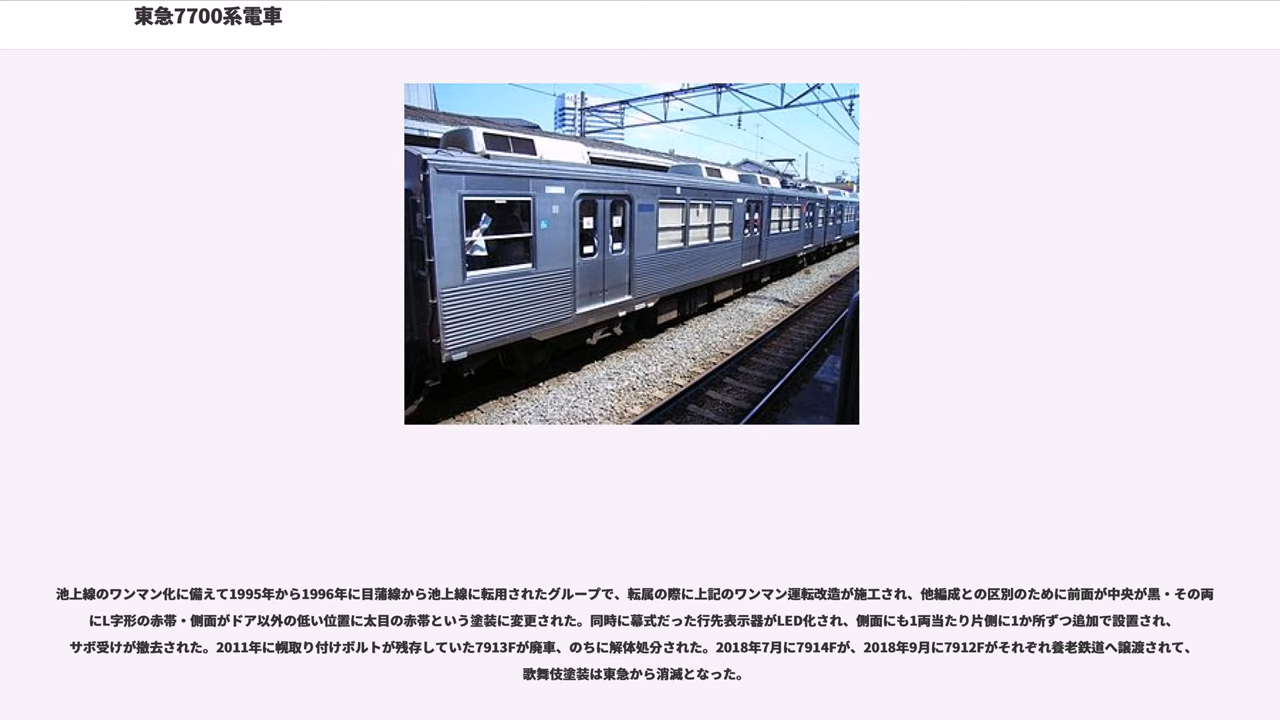 東急7700系電車
池上線のワンマン化に備えて1995年から1996年に目蒲線から池上線に転用されたグループで、転属の際に上記のワンマン運転改造が施工され、他編成との区別のために前面が中央が黒・その両
にL字形の赤帯・側面がドア以外の低い位置に太目の赤帯という塗装に変更された。同時に幕式だった行先表示器がLED化され、側面にも1両当たり片側に1か所ずつ追加で設置され、
サボ受けが撤去された。2011年に幌取り付けボルトが残存していた7913Fが廃車、のちに解体処分された。2018年7月に7914Fが、2018年9月に7912Fがそれぞれ養老鉄道へ譲渡されて、
歌舞伎塗装は東急から消滅となった。